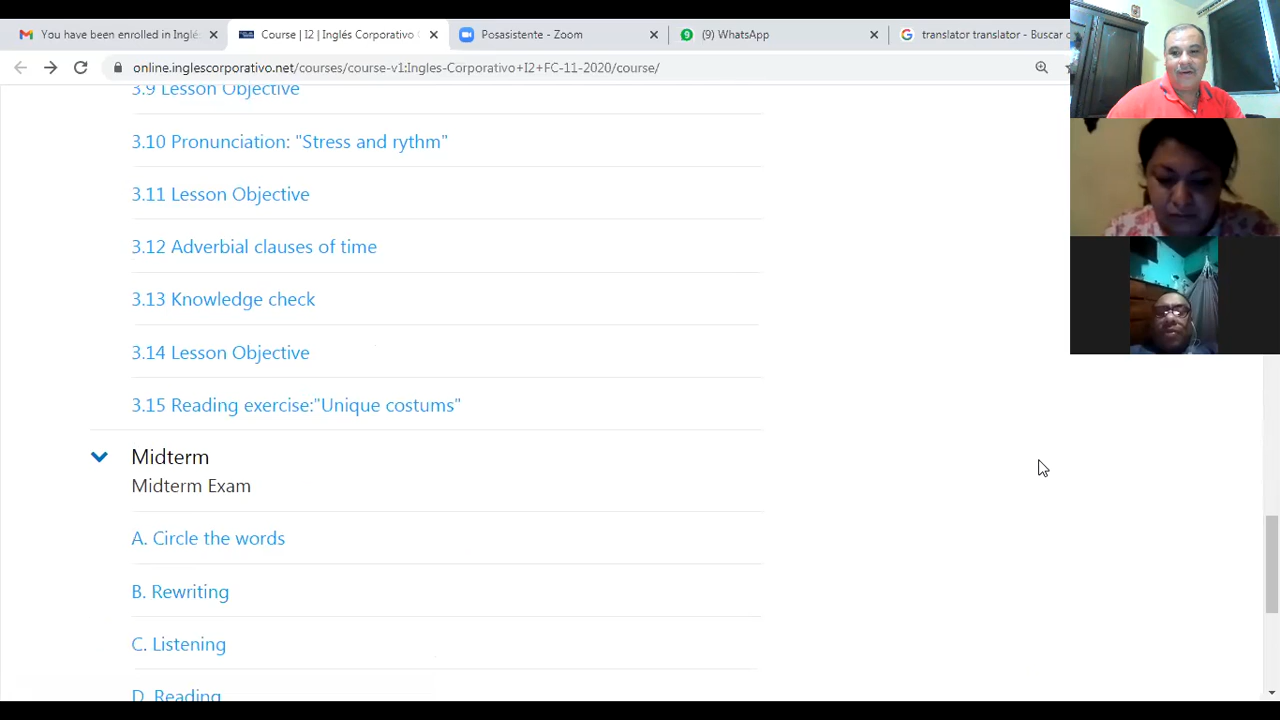 You have been enrolled in Inglé
Course | I2 | Inglés Corporativo
Posasistente - Zoom
(9) WhatsApp
translator translator - Buscar
online.inglescorporativo.net/courses/course-v1:Ingles-Corporativo+I2+FC-11-2020/course/
3.9 Lesson Objective
3.10 Pronunciation: "Stress and rythm"
3.11 Lesson Objective
3.12 Adverbial clauses of time
3.13 Knowledge check
3.14 Lesson Objective
3.15 Reading exercise:"Unique costums"
Midterm
Midterm Exam
A. Circle the words
B. Rewriting
C. Listening
D. Reading